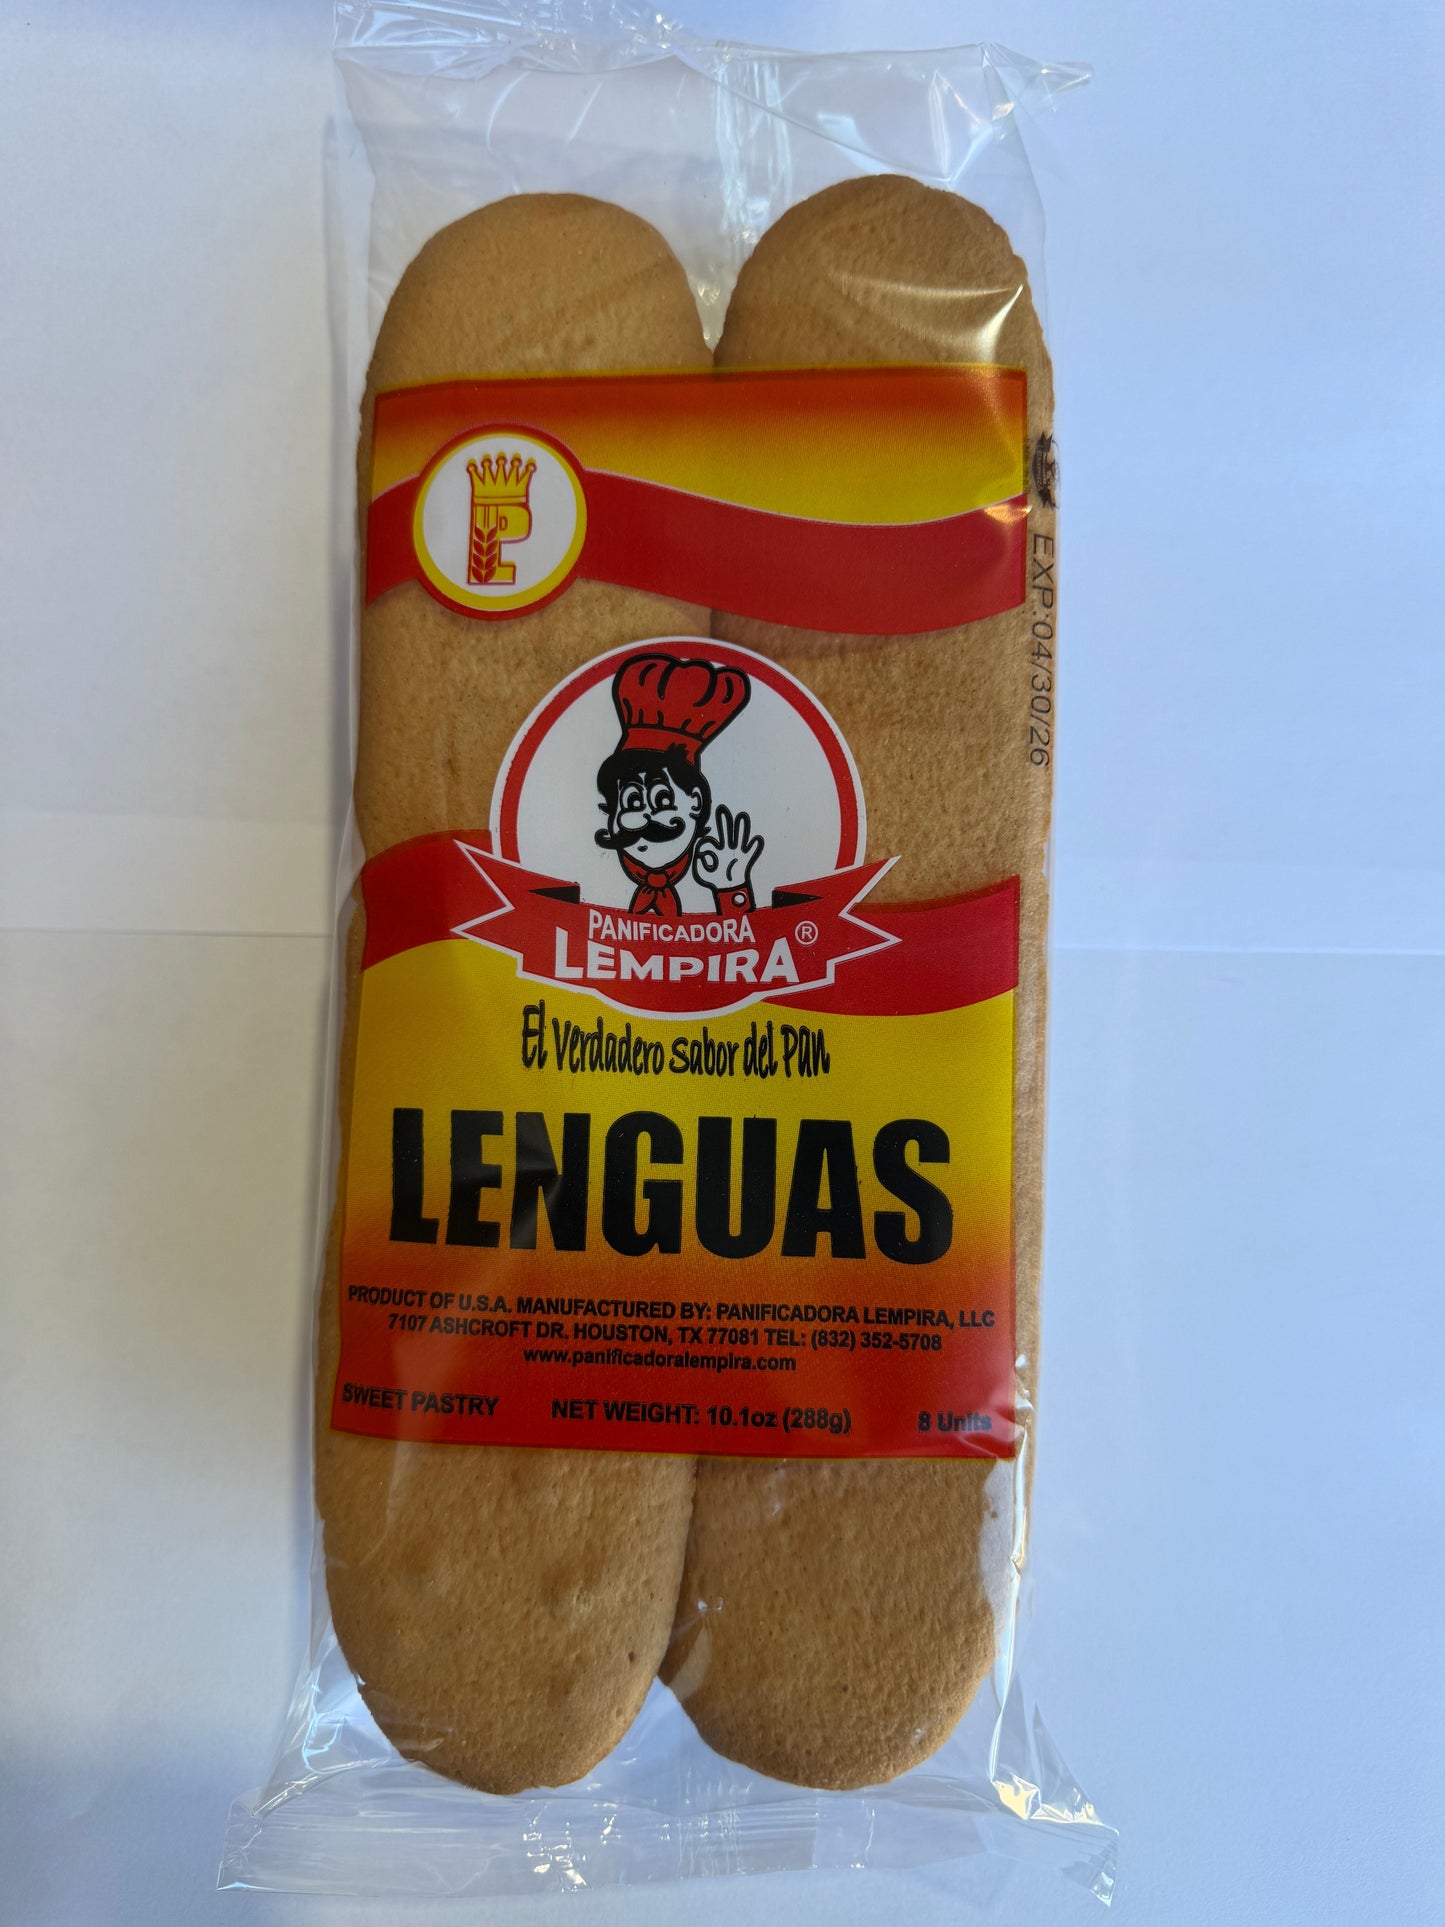 PL
EXP:04/30/26
PANIFICADORA
LEMPIRA ®
El Verdadero Sabor del Pan
LENGUAS
PRODUCT OF U.S.A. MANUFACTURED BY: PANIFICADORA LEMPIRA, LLC
7107 ASHCROFT DR. HOUSTON, TX 77081 TEL: (832) 352-5708
www.panificadoralempira.com
SWEET PASTRY NET WEIGHT: 10.1oz (288g) 8 Units